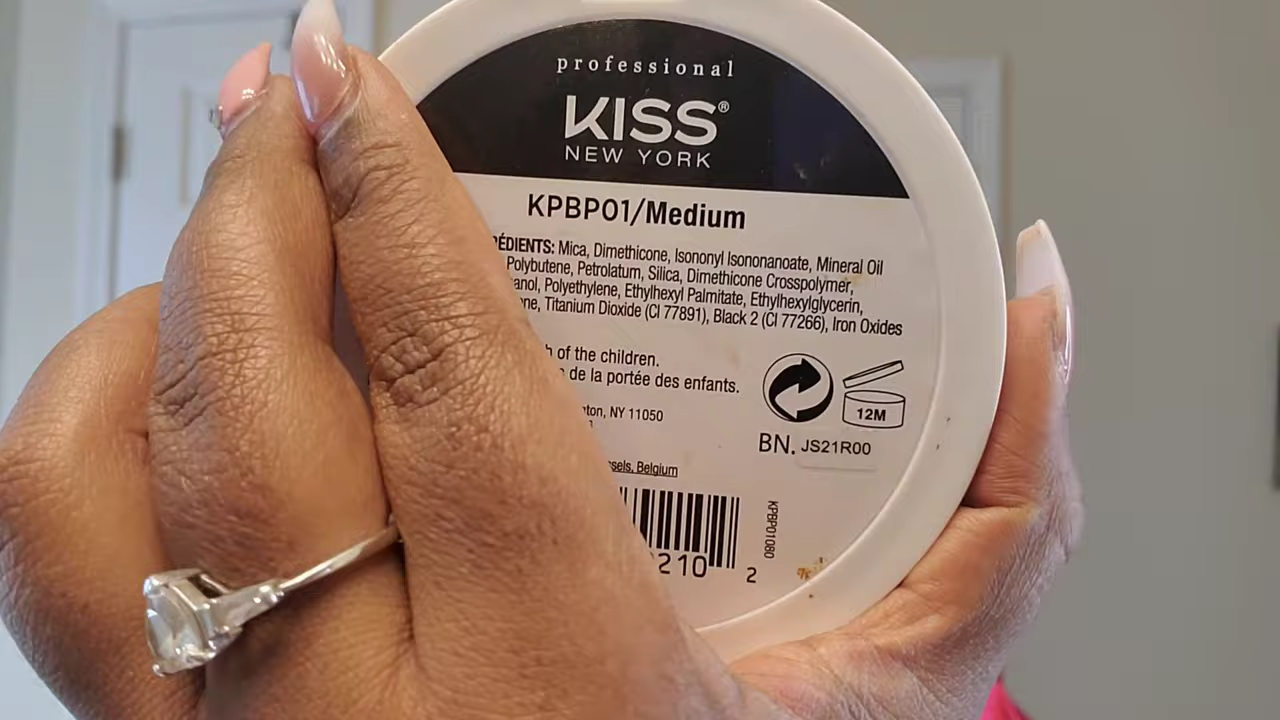 professional
KISS®
NEW YORK
KPBP01/Medium
RÉDIENTS: Mica, Dimethicone, Isononyl Isononanoate, Mineral Oil
Polybutene, Petrolatum, Silica, Dimethicone Crosspolymer,
anol, Polyethylene, Ethylhexyl Palmitate, Ethylhexylglycerin,
one, Titanium Dioxide (CI 77891), Black 2 (CI 77266), Iron Oxides
h of the children.
de la portée des enfants.
12M
ton, NY 11050
BN. JS21R00
sels, Belgium
KPBP01080
210 2